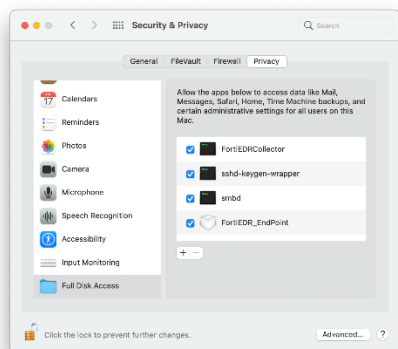 Security & Privacy
Search
General
FileVault
Firewall
Privacy
17
Calendars
Reminders
Photos
Camera
Microphone
Speech Recognition
Accessibility
Input Monitoring
Full Disk Access
Allow the apps below to access data like Mail,
Messages, Safari, Home, Time Machine backups, and
certain administrative settings for all users on this
Mac.
FortiEDRCollector
sshd-keygen-wrapper
smbd
FortiEDR_EndPoint
+ −
Click the lock to prevent further changes.
Advanced...
?